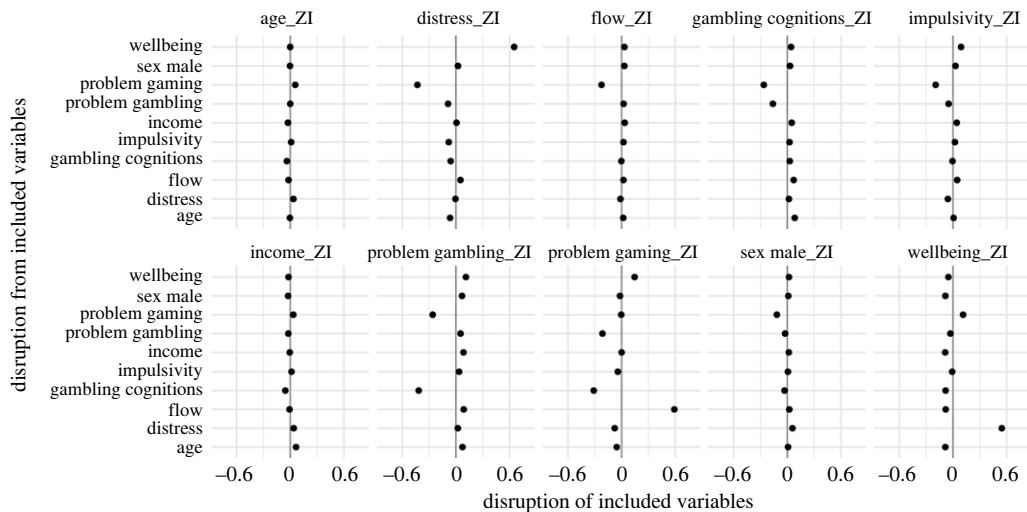 age_ZI distress_ZI flow_ZI gambling cognitions_ZI impulsivity_ZI
wellbeing
sex male
problem gaming
problem gambling
income
impulsivity
gambling cognitions
flow
distress
age
income_ZI problem gambling_ZI problem gaming_ZI sex male_ZI wellbeing_ZI
wellbeing
sex male
problem gaming
problem gambling
income
impulsivity
gambling cognitions
flow
distress
age
−0.6 0 0.6 −0.6 0 0.6 −0.6 0 0.6 −0.6 0 0.6 −0.6 0 0.6
disruption of included variables
disruption from included variables